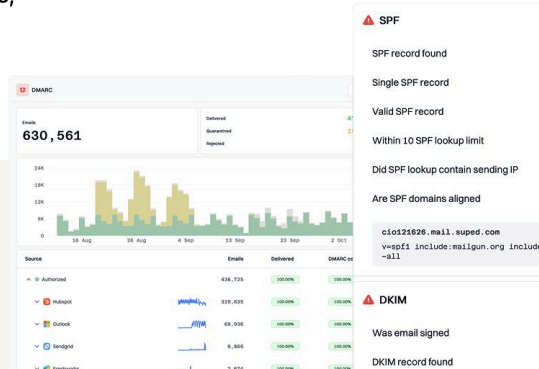 DMARC
Emails
630,561
Delivered
Quarantined
Rejected
24K
18K
12K
6K
0
16 Aug
26 Aug
4 Sep
13 Sep
23 Sep
2 Oct
Source Emails Delivered DMARC
Authorized 436,725 100.00% 100.00%
Hubspot 319,635 100.00% 100.00%
Outlook 68,936 100.00% 100.00%
Sendgrid 9,866 100.00% 100.00%
SPF
SPF record found
Single SPF record
Valid SPF record
Within 10 SPF lookup limit
Did SPF lookup contain sending IP
Are SPF domains aligned
cio121626.mail.suped.com
v=spf1 include:mailgun.org include
~all
DKIM
Was email signed
DKIM record found